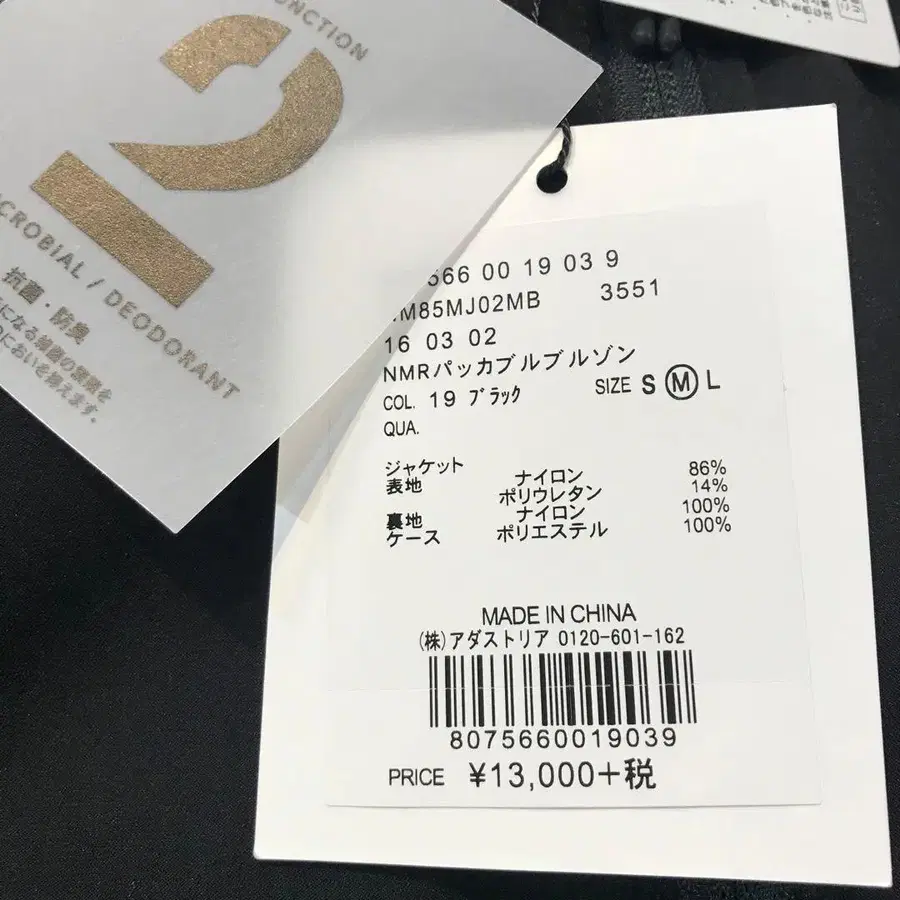 12
DEODORANT
抗菌・防臭
566 00 19 03 9
M85MJ02MB 3551
16 03 02
NMRパッカブルブルゾン
COL. 19 ブラック SIZE S M L
QUA.
ジャケット
表地 ナイロン 86%
ポリウレタン 14%
裏地 ナイロン 100%
ケース ポリエステル 100%
MADE IN CHINA
(株)アダストリア 0120-601-162
8075660019039
PRICE ¥13,000+税